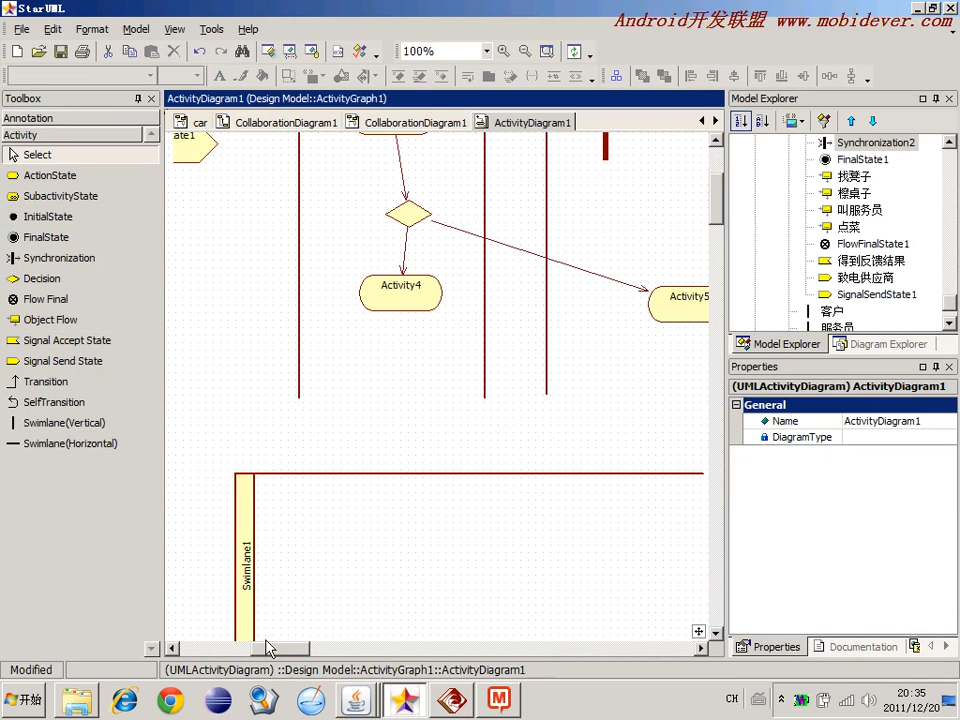 StarUML
Android开发联盟 www.mobidever.com
File Edit Format Model View Tools Help
100%
Toolbox
ActivityDiagram1 (Design Model::ActivityGraph1)
Model Explorer
Annotation
Activity
Select
ActionState
SubactivityState
InitialState
FinalState
Synchronization
Decision
Flow Final
Object Flow
Signal Accept State
Signal Send State
Transition
SelfTransition
Swimlane(Vertical)
Swimlane(Horizontal)
car CollaborationDiagram1 CollaborationDiagram1 ActivityDiagram1
ate1
Activity4
Activity5
Swimlane1
Synchronization2
FinalState1
找凳子
檫桌子
叫服务员
点菜
FlowFinalState1
得到反馈结果
致电供应商
SignalSendState1
客户
服务员
Model Explorer Diagram Explorer
Properties
(UMLActivityDiagram) ActivityDiagram1
General
Name ActivityDiagram1
DiagramType
Properties Documentation
Modified
(UMLActivityDiagram) ::Design Model::ActivityGraph1::ActivityDiagram1
开始
CH
20:35
2011/12/20